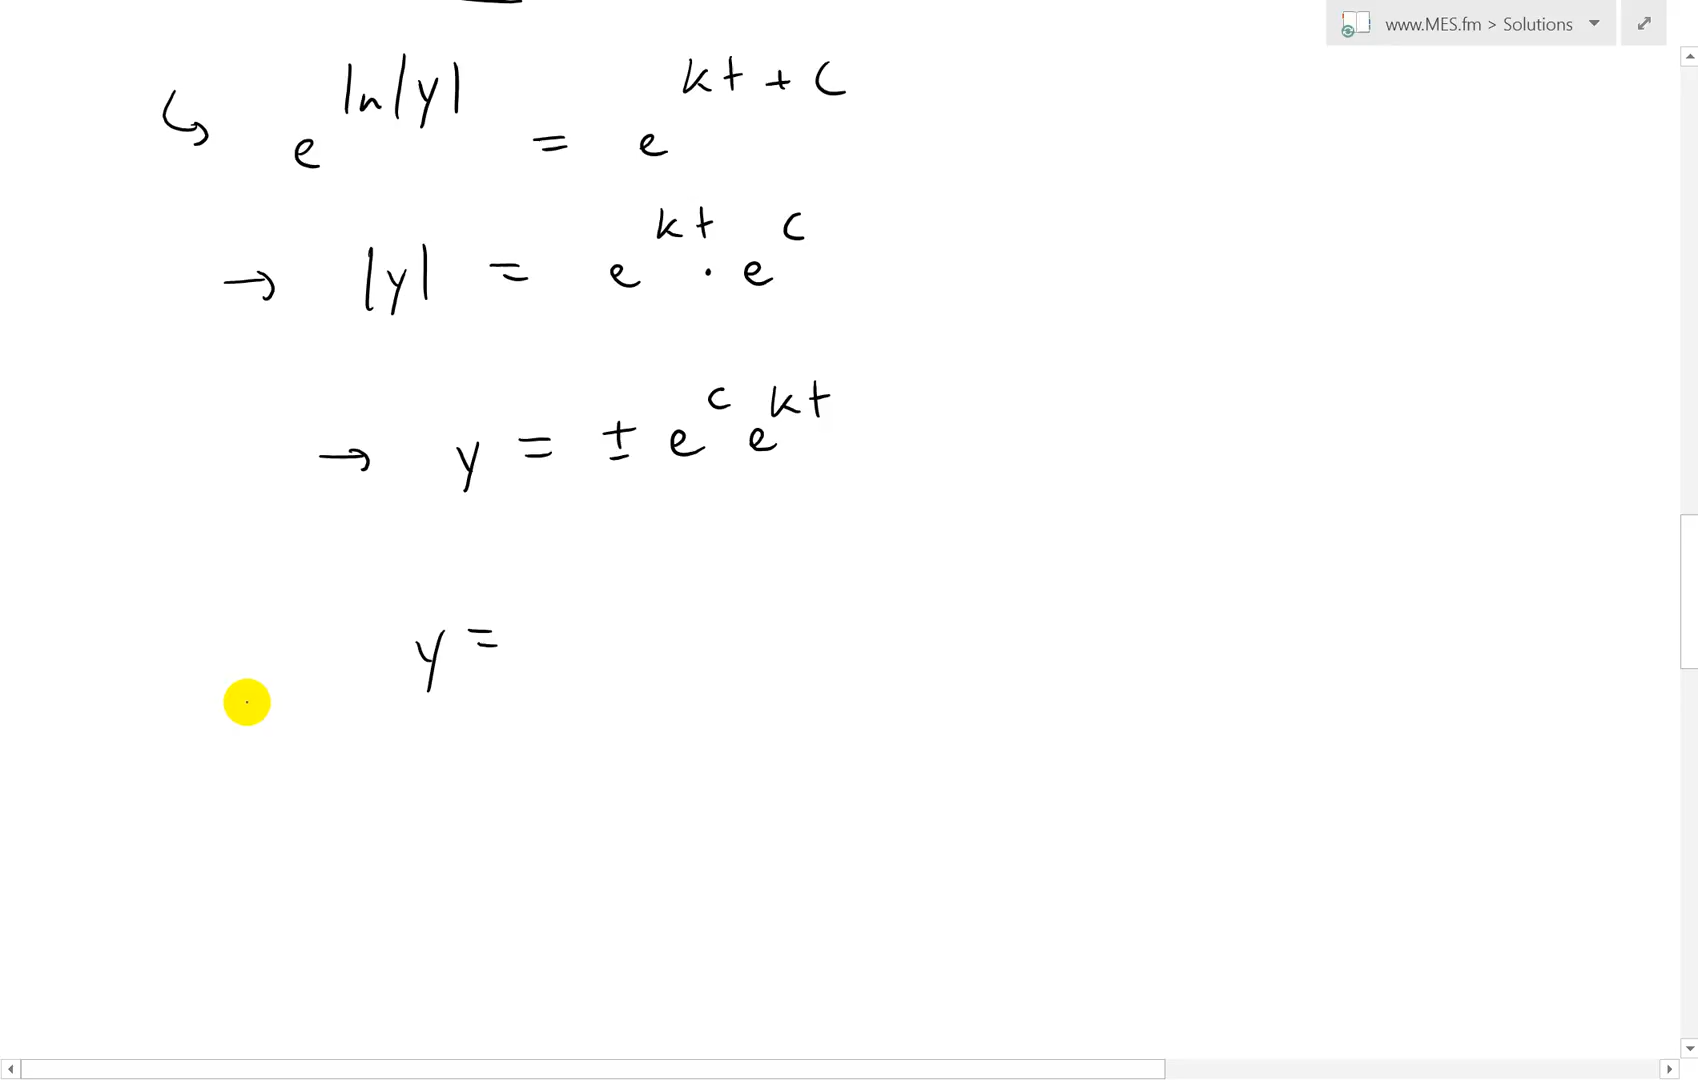 www.MES.fm > Solutions
↳ e^{ln|y|} = e^{kt + C}
→ |y| = e^{kt} · e^{C}
→ y = ± e^{c} e^{kt}
y =